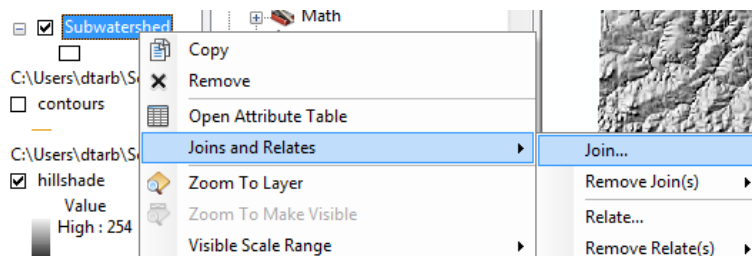 Subwatershed
Math
C:\Users\dtarb\S
contours
C:\Users\dtarb\S
hillshade
Value
High : 254
Copy
Remove
Open Attribute Table
Joins and Relates
Zoom To Layer
Zoom To Make Visible
Visible Scale Range
Join...
Remove Join(s)
Relate...
Remove Relate(s)